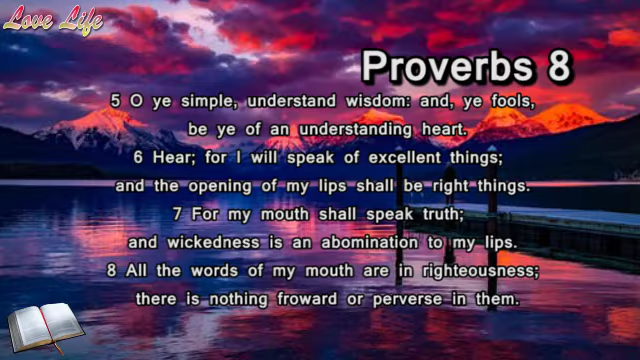 Love Life
Proverbs 8
5 O ye simple, understand wisdom: and, ye fools,
be ye of an understanding heart.
6 Hear; for I will speak of excellent things;
and the opening of my lips shall be right things.
7 For my mouth shall speak truth;
and wickedness is an abomination to my lips.
8 All the words of my mouth are in righteousness;
there is nothing froward or perverse in them.